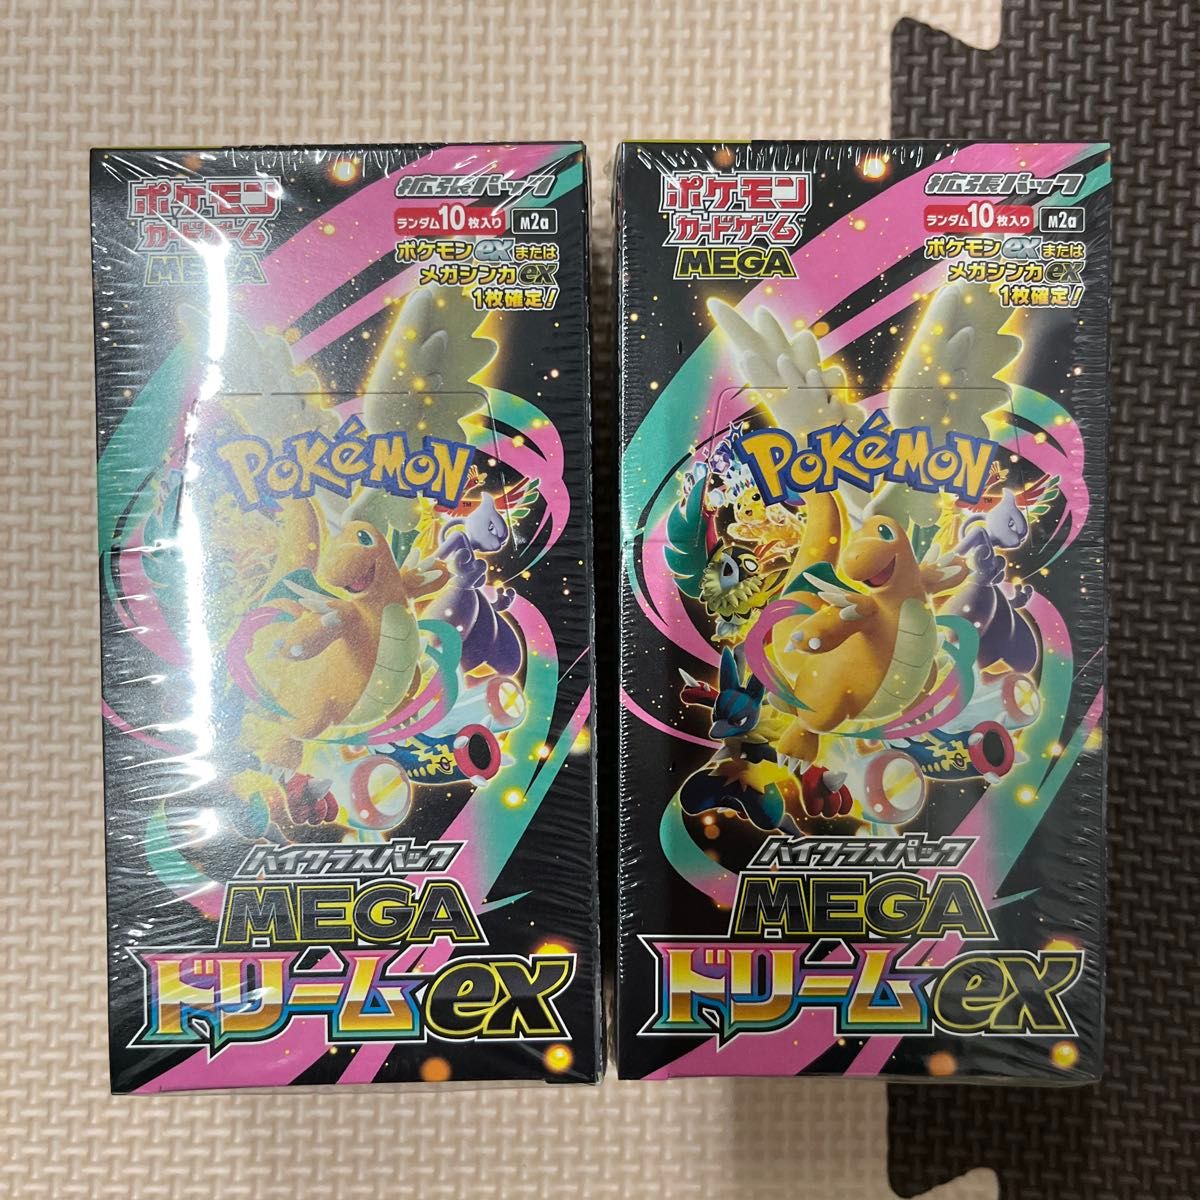 ポケモン
カードゲーム
MEGA
拡張パック
ランダム10枚入り M2a
ポケモンexまたは
メガシンカex
1枚確定!
POKéMON
TM
ハイクラスパック
MEGA
ドリームex
ポケモン
カードゲーム
MEGA
拡張パック
ランダム10枚入り M2a
ポケモンexまたは
メガシンカex
1枚確定!
POKéMON
TM
ハイクラスパック
MEGA
ドリームex